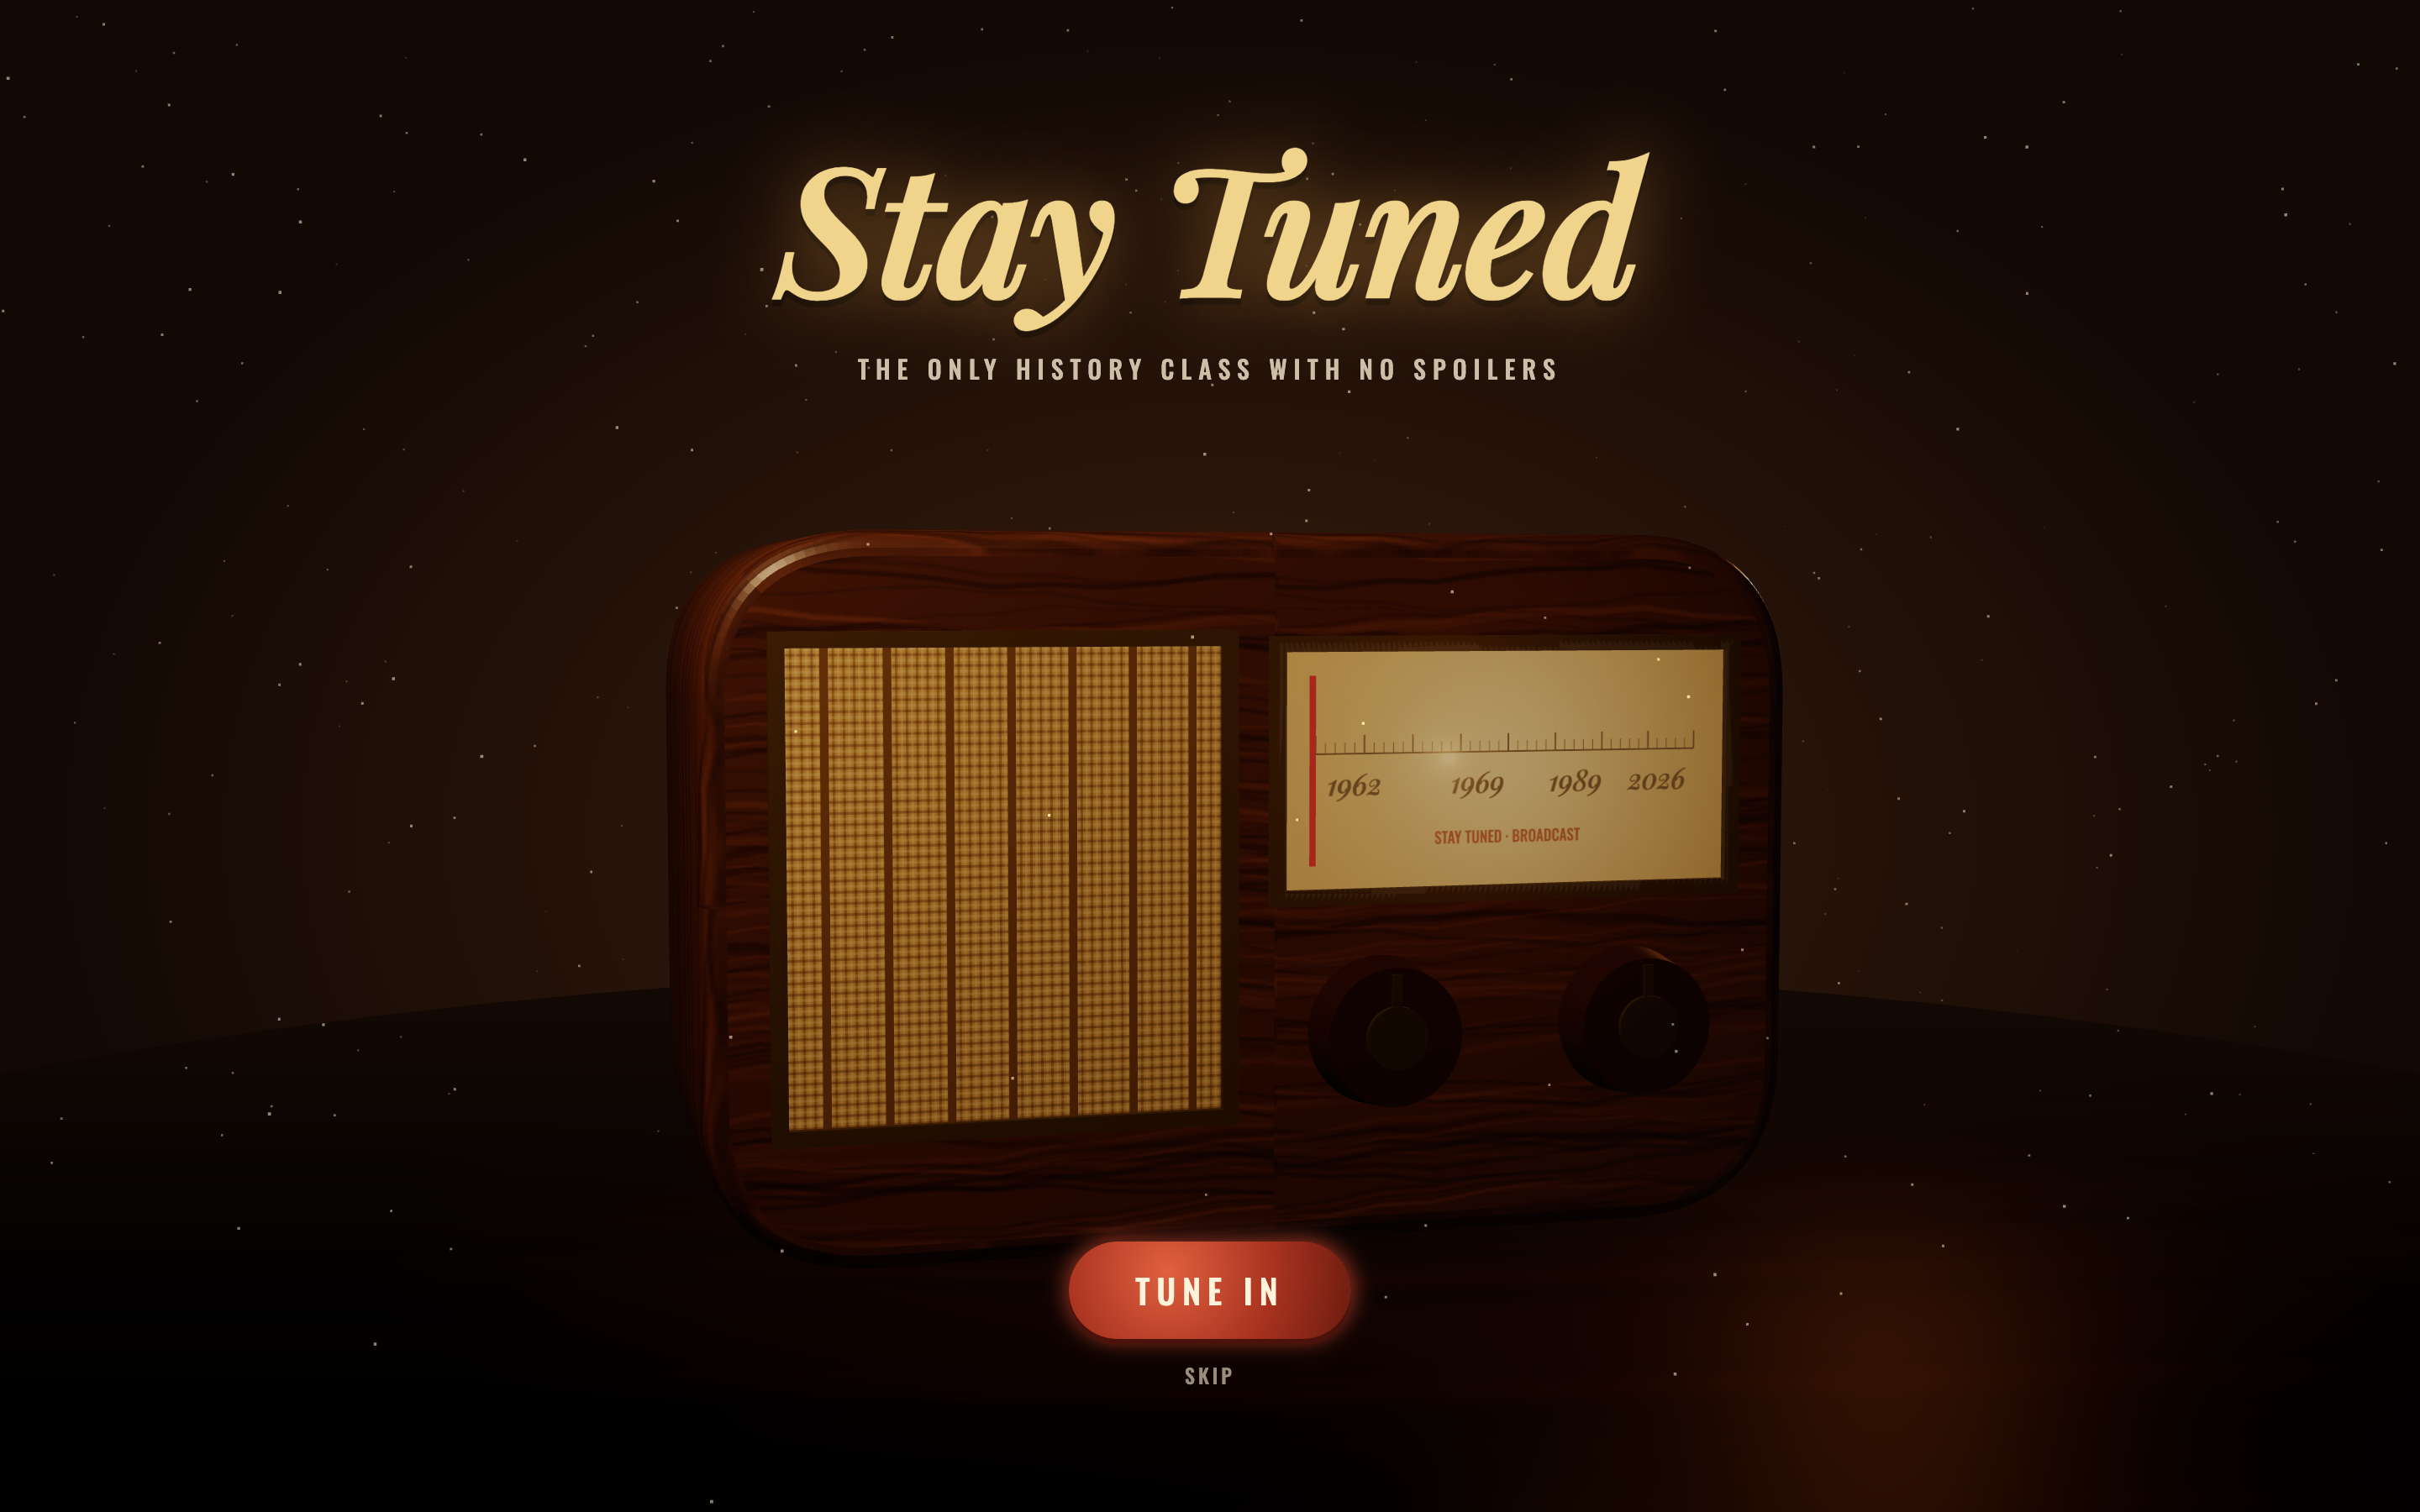 Stay Tuned
THE ONLY HISTORY CLASS WITH NO SPOILERS
1962 1969 1989 2026
STAY TUNED · BROADCAST
TUNE IN
SKIP